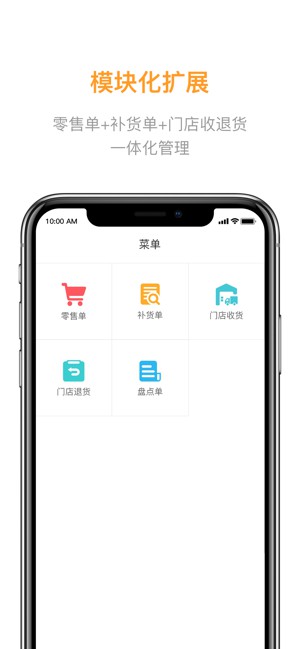 模块化扩展
零售单+补货单+门店收退货
一体化管理
10:00 AM
菜单
零售单
补货单
门店收货
门店退货
盘点单